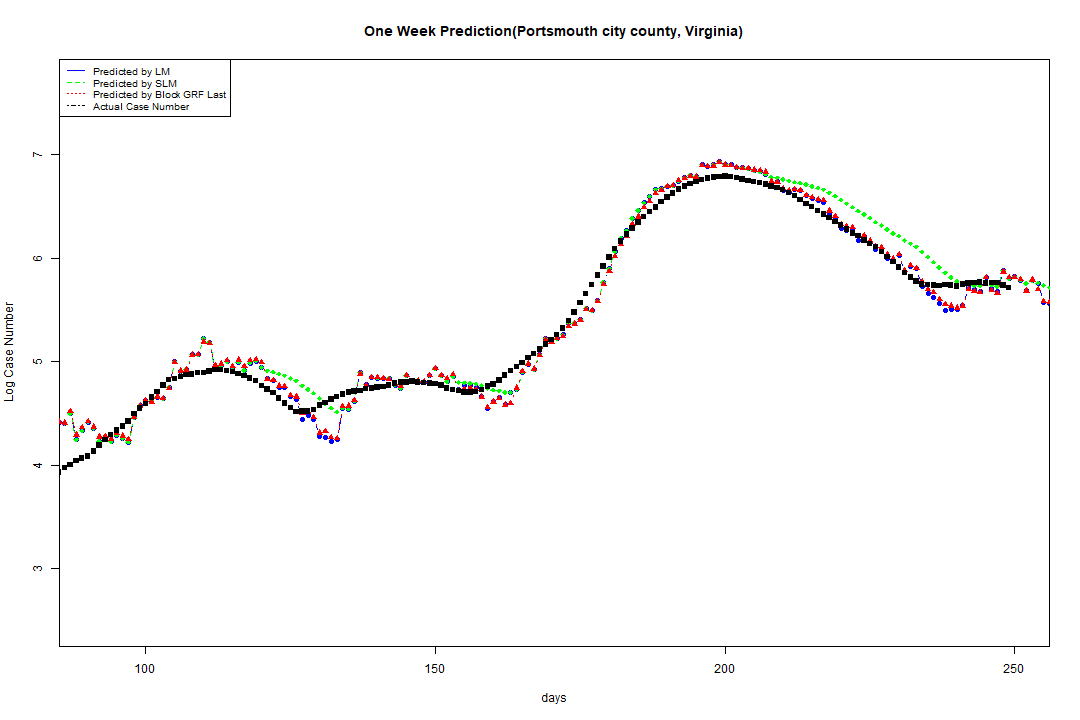 One Week Prediction(Portsmouth city county, Virginia)
Predicted by LM
Predicted by SLM
Predicted by Block GRF Last
Actual Case Number
Log Case Number
7
6
5
4
3
100
150
200
250
days